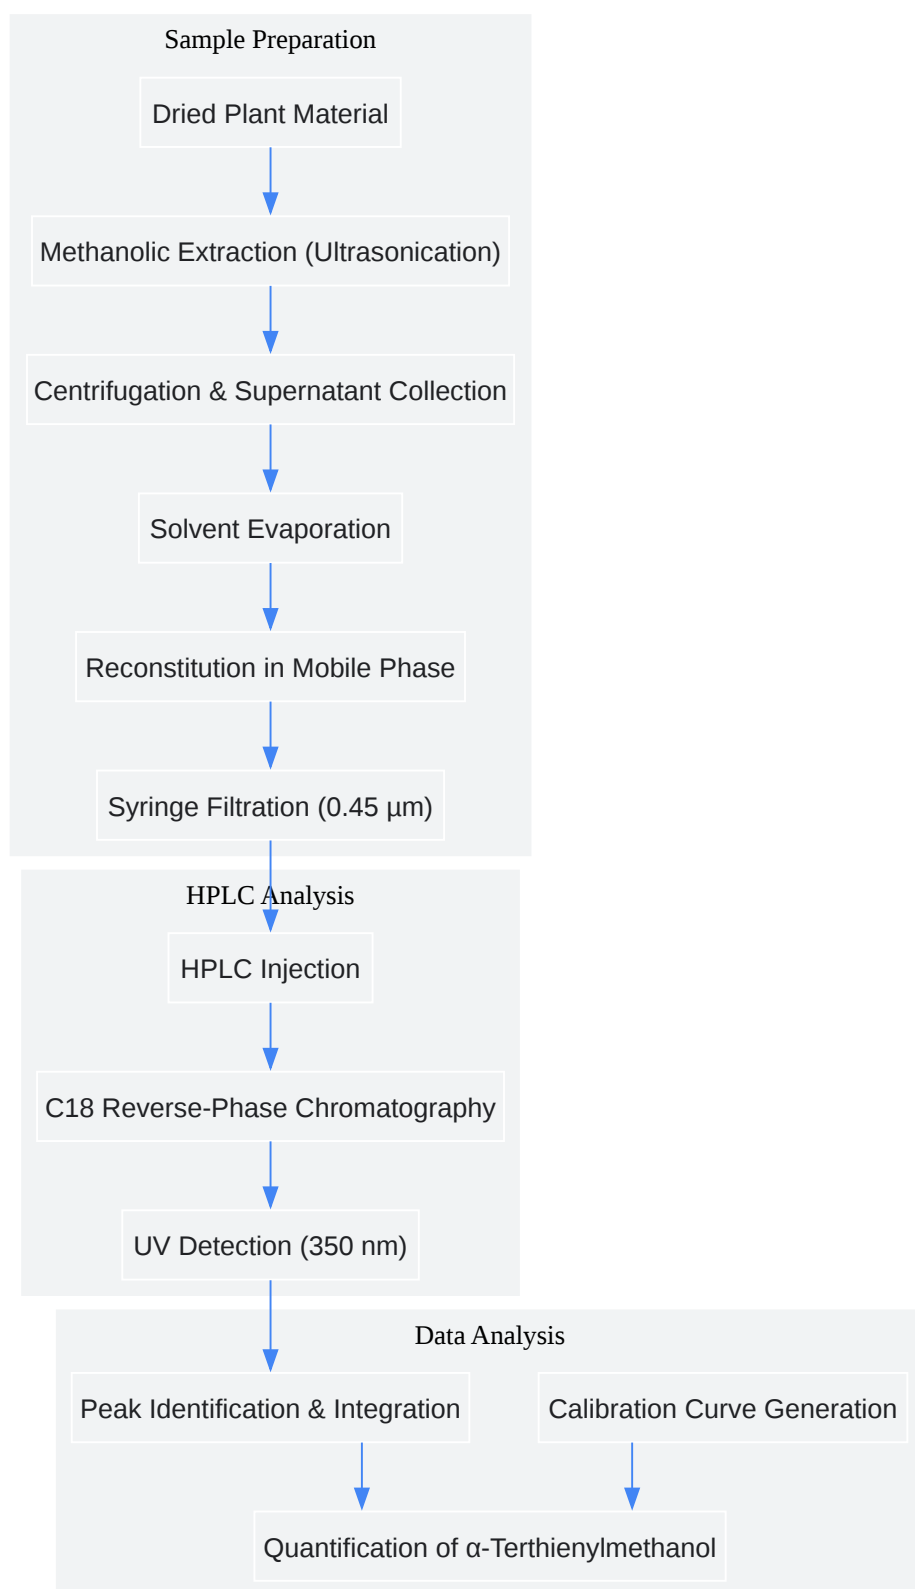 Sample Preparation
Dried Plant Material
Methanolic Extraction (Ultrasonication)
Centrifugation & Supernatant Collection
Solvent Evaporation
Reconstitution in Mobile Phase
Syringe Filtration (0.45 µm)
HPLC Analysis
HPLC Injection
C18 Reverse-Phase Chromatography
UV Detection (350 nm)
Data Analysis
Peak Identification & Integration
Calibration Curve Generation
Quantification of α-Terthienylmethanol